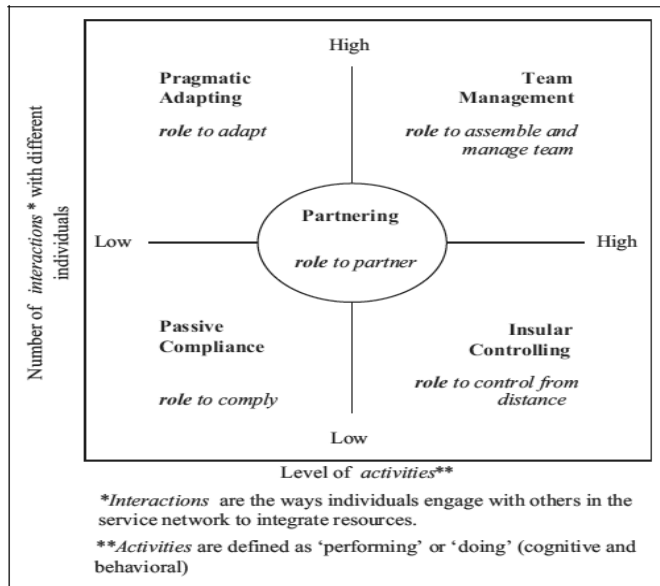 High
Pragmatic
Adapting
role to adapt
Team
Management
role to assemble and
manage team
Number of interactions * with different
individuals
Low
Partnering
role to partner
High
Passive
Compliance
role to comply
Insular
Controlling
role to control from
distance
Low
Level of activities**
*Interactions are the ways individuals engage with others in the
service network to integrate resources.
**Activities are defined as ‘performing’ or ‘doing’ (cognitive and
behavioral)